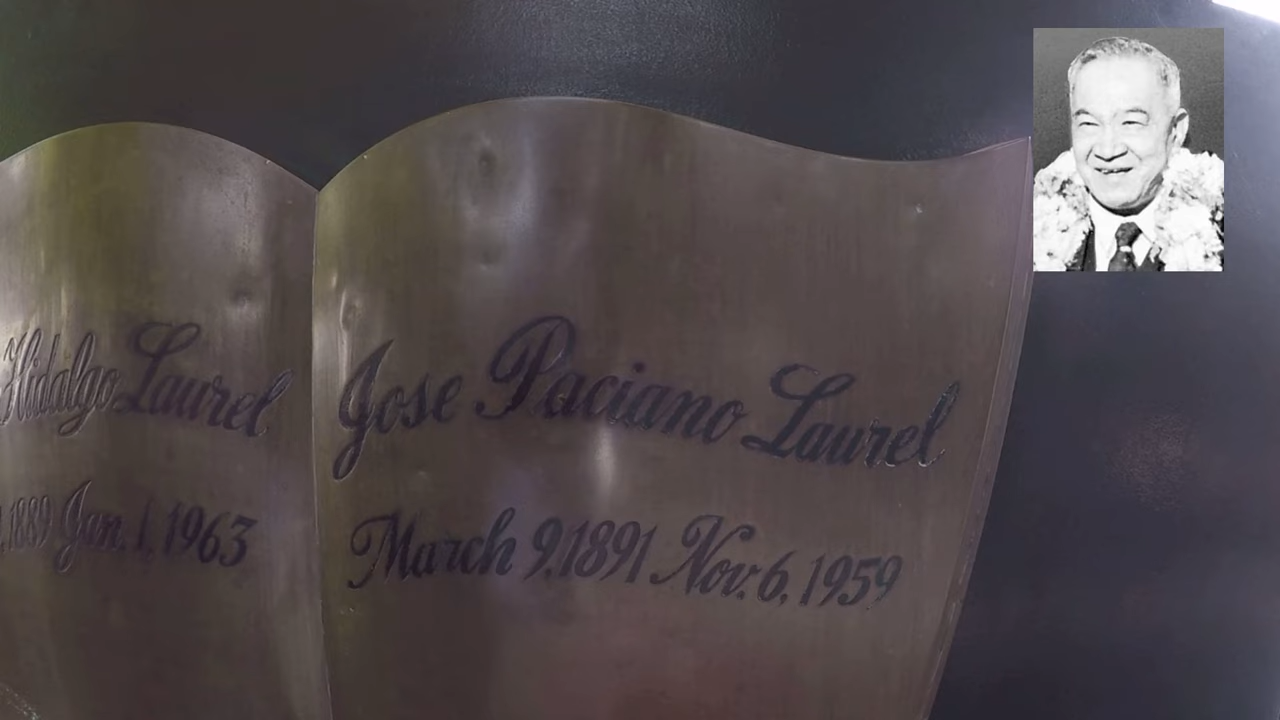 Hidalgo Laurel
1889 Jan. 1, 1963
Jose Paciano Laurel
March 9, 1891 Nov. 6, 1959